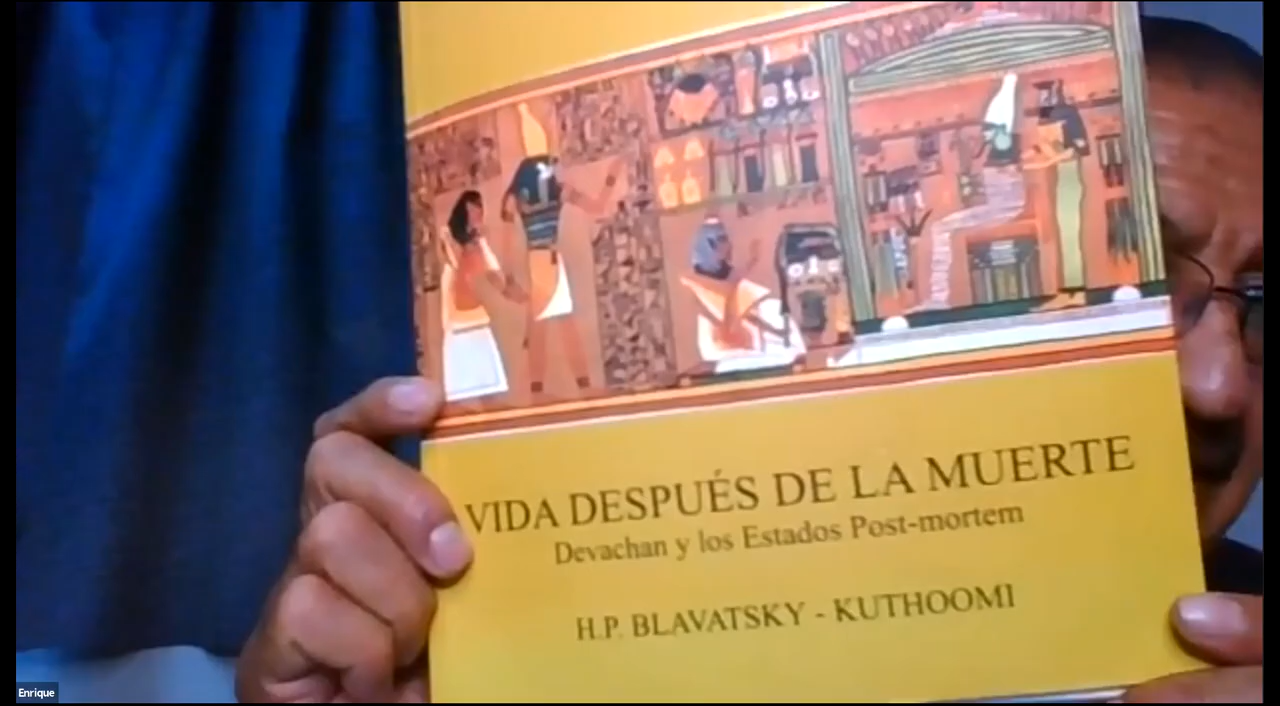 VIDA DESPUÉS DE LA MUERTE
Devachan y los Estados Post-mortem
H.P. BLAVATSKY - KUTHOOMI
Enrique